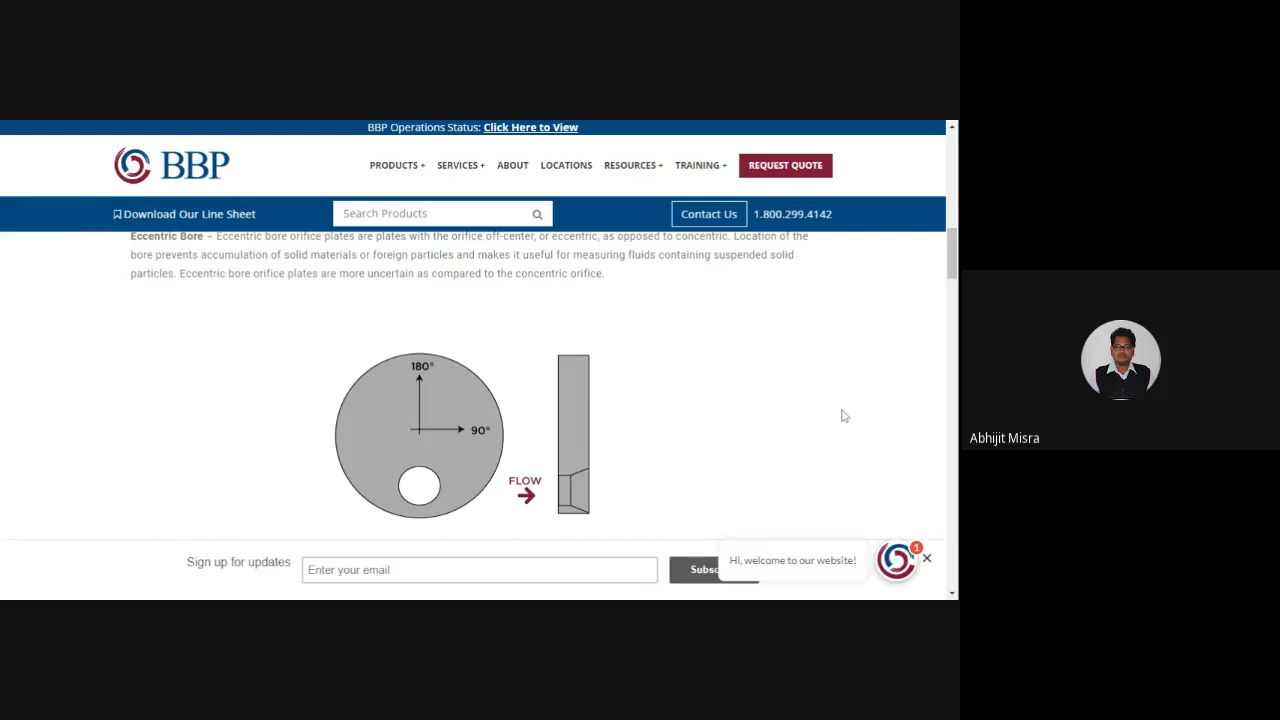 BBP Operations Status: Click Here to View
BBP
PRODUCTS + SERVICES + ABOUT LOCATIONS RESOURCES + TRAINING + REQUEST QUOTE
Download Our Line Sheet Search Products Contact Us 1.800.299.4142
Eccentric Bore – Eccentric bore orifice plates are plates with the orifice off-center, or eccentric, as opposed to concentric. Location of the
bore prevents accumulation of solid materials or foreign particles and makes it useful for measuring fluids containing suspended solid
particles. Eccentric bore orifice plates are more uncertain as compared to the concentric orifice.
180°
90°
FLOW
Sign up for updates Enter your email Subsc
Hi, welcome to our website! 1
Abhijit Misra